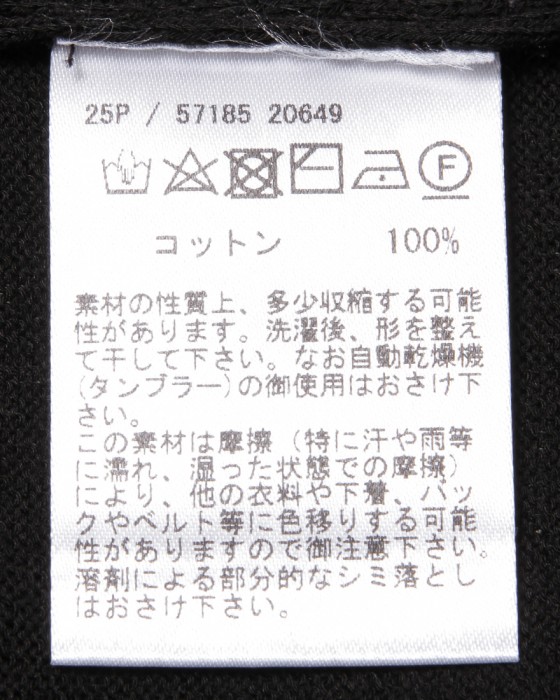 25P / 57185 20649
F
コットン 100%
素材の性質上、多少収縮する可能
性があります。洗濯後、形を整え
て干して下さい。なお自動乾燥機
(タンブラー)の御使用はおさけ下
さい。
この素材は摩擦（特に汗や雨等
に濡れ、湿った状態での摩擦）
により、他の衣料や下着、バッ
クやベルト等に色移りする可能
性がありますので御注意下さい。
溶剤による部分的なシミ落とし
はおさけ下さい。